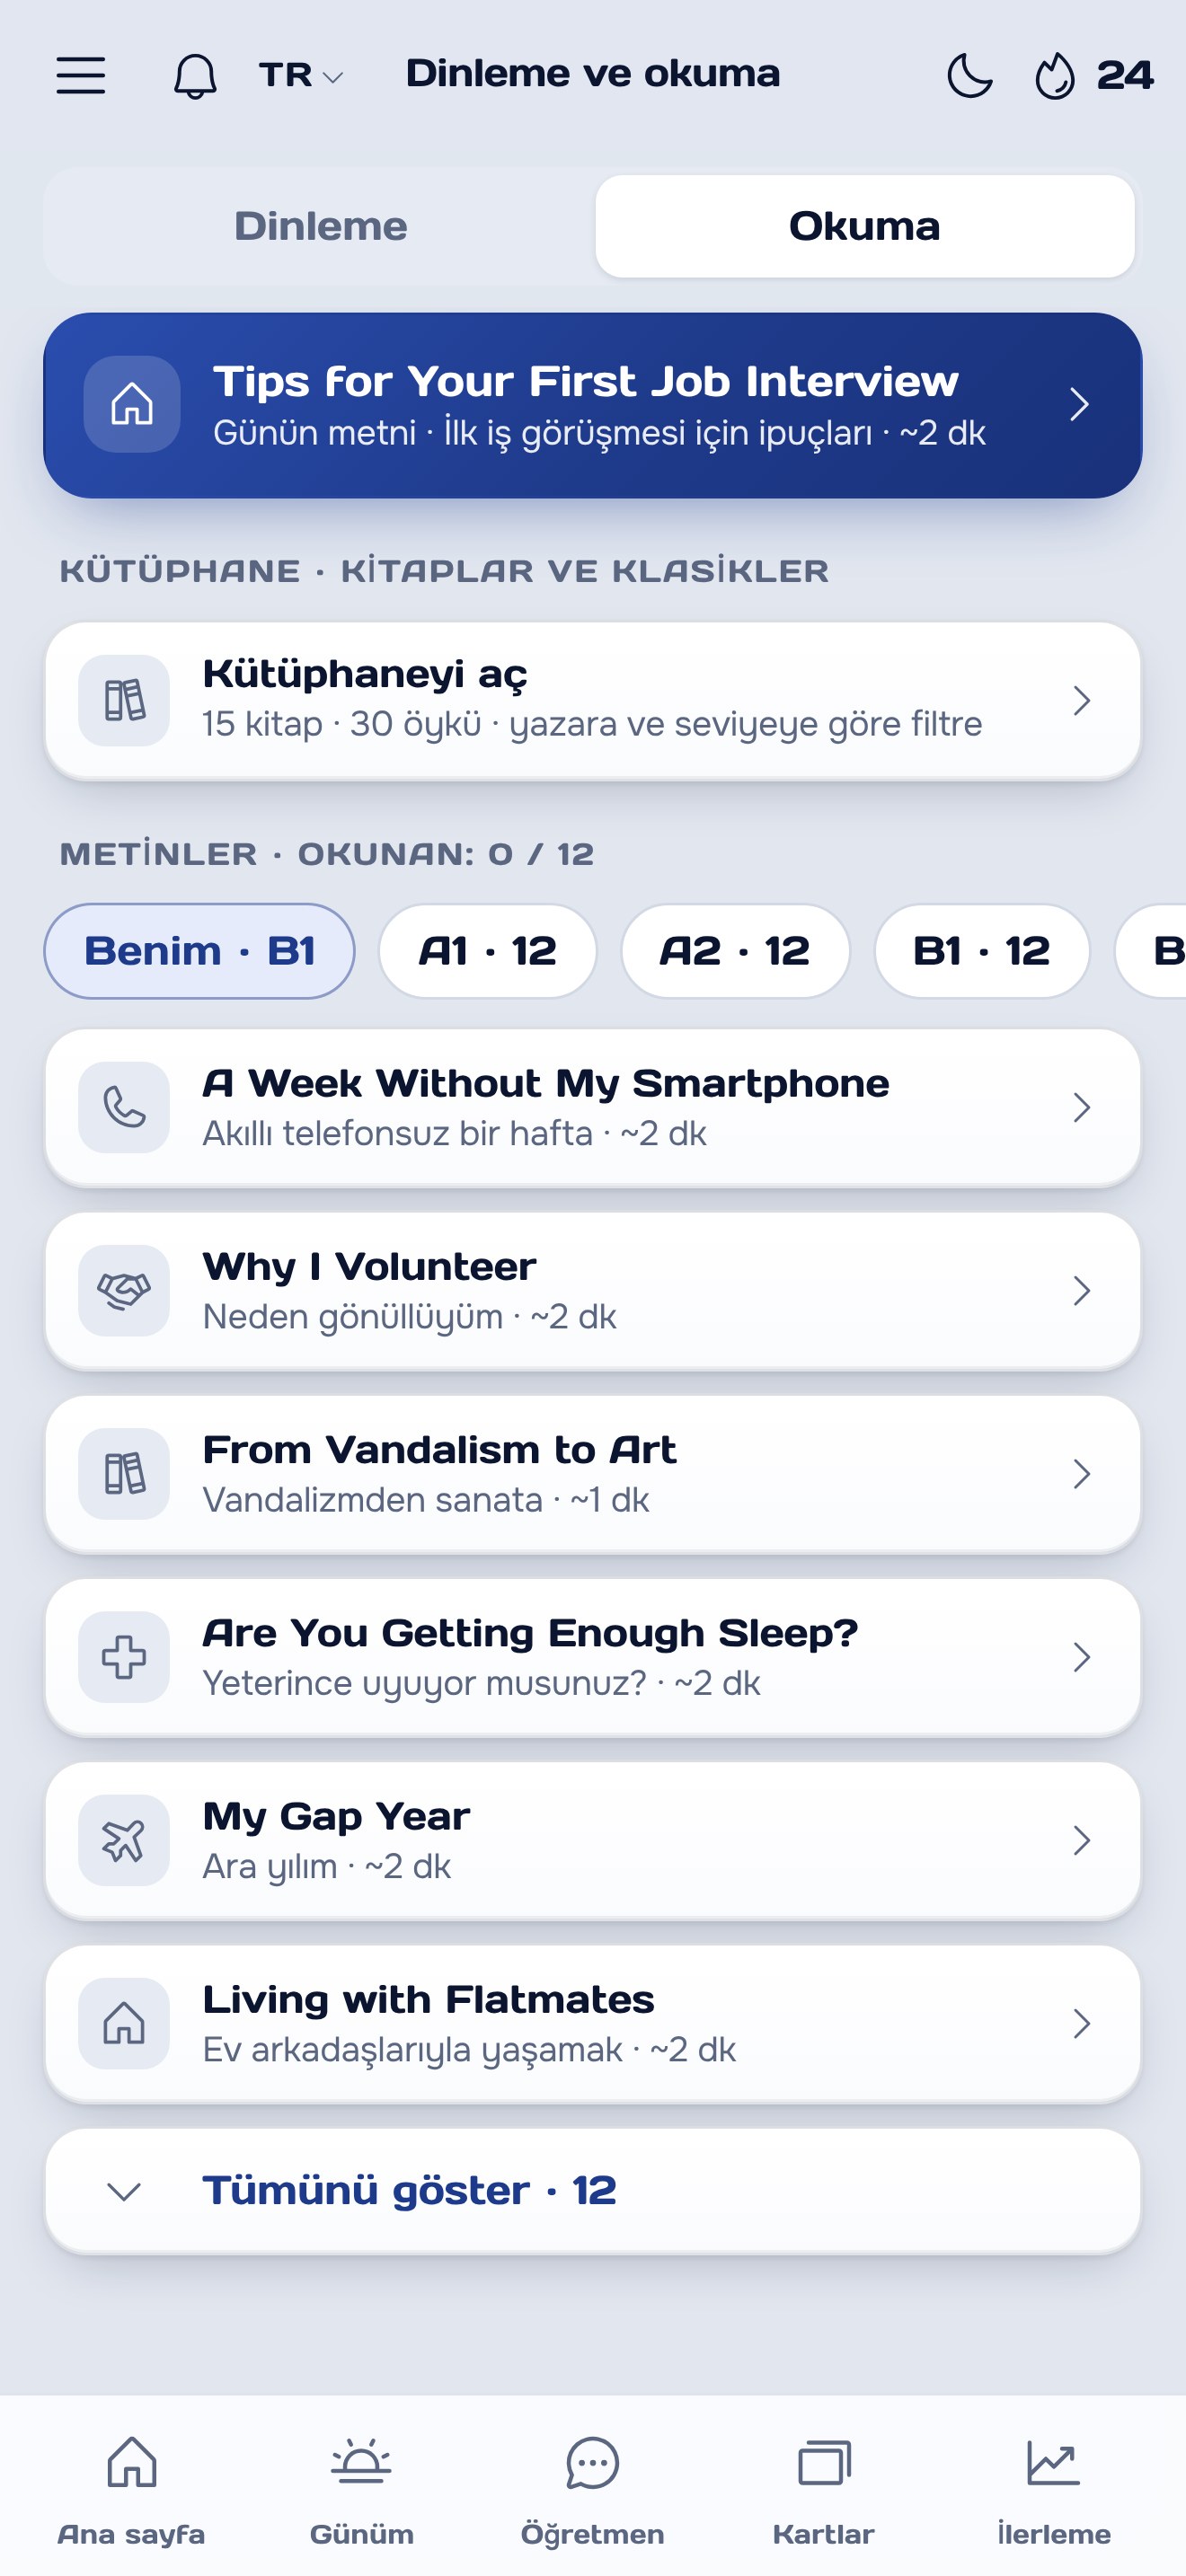 TR
Dinleme ve okuma
24
Dinleme
Okuma
Tips for Your First Job Interview
Günün metni · İlk iş görüşmesi için ipuçları · ~2 dk
KÜTÜPHANE · KİTAPLAR VE KLASİKLER
Kütüphaneyi aç
15 kitap · 30 öykü · yazara ve seviyeye göre filtre
METİNLER · OKUNAN: 0 / 12
Benim · B1
A1 · 12
A2 · 12
B1 · 12
B
A Week Without My Smartphone
Akıllı telefonsuz bir hafta · ~2 dk
Why I Volunteer
Neden gönüllüyüm · ~2 dk
From Vandalism to Art
Vandalizmden sanata · ~1 dk
Are You Getting Enough Sleep?
Yeterince uyuyor musunuz? · ~2 dk
My Gap Year
Ara yılım · ~2 dk
Living with Flatmates
Ev arkadaşlarıyla yaşamak · ~2 dk
Tümünü göster · 12
Ana sayfa
Günüm
Öğretmen
Kartlar
İlerleme